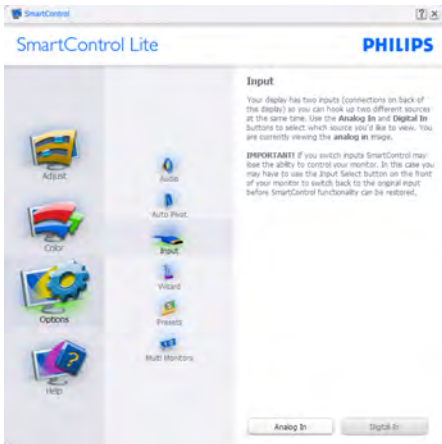 SmartControl
SmartControl Lite
PHILIPS
Adjust
Color
Options
Help
Audio
Auto Pivot
Input
Wizard
Presets
Multi Monitors
Input
Your display has two inputs (connections on back of
the display) so you can hook up two different sources
at the same time. Use the Analog In and Digital In
buttons to select which source you'd like to view. You
are currently viewing the analog in image.
IMPORTANT! If you switch inputs SmartControl may
lose the ability to control your monitor. In this case you
may have to use the Input Select button on the front
of your monitor to switch back to the original input
before SmartControl functionality can be restored.
Analog In
Digital In